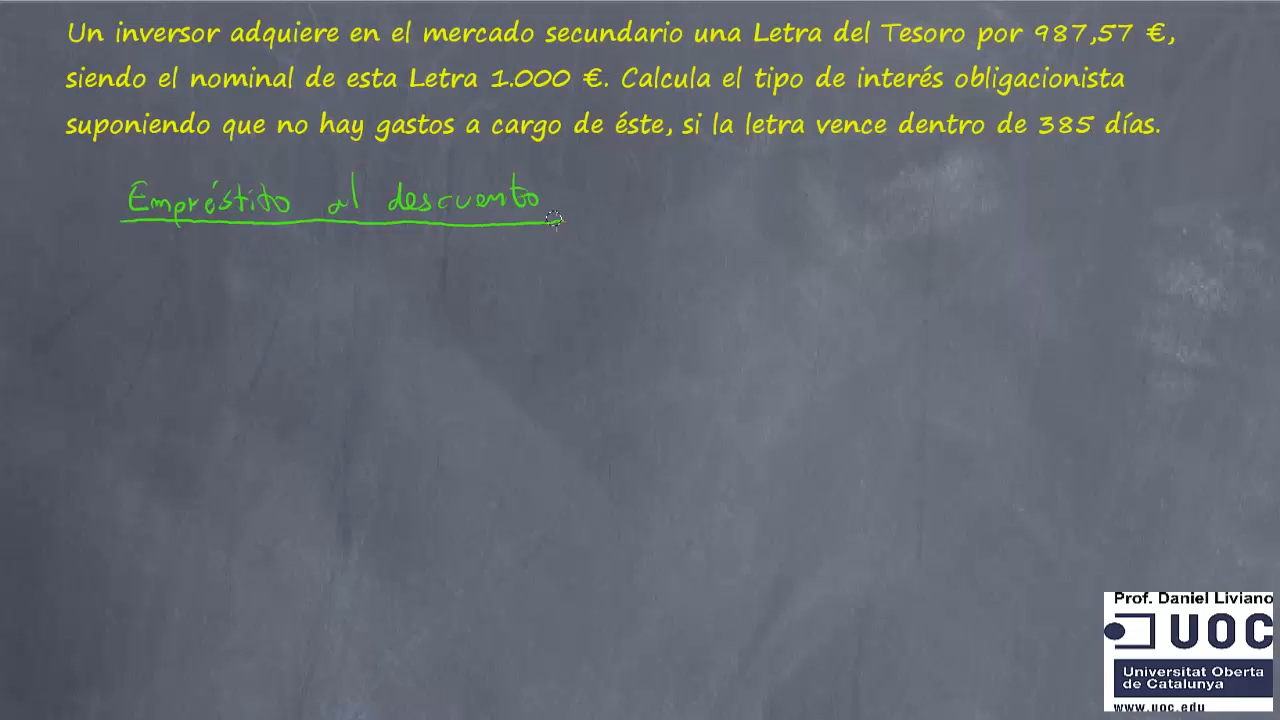 Un inversor adquiere en el mercado secundario una Letra del Tesoro por 987,57 €,
siendo el nominal de esta Letra 1.000 €. Calcula el tipo de interés obligacionista
suponiendo que no hay gastos a cargo de éste, si la letra vence dentro de 385 días.
Empréstito al descuento
Prof. Daniel Liviano
UOC
Universitat Oberta
de Catalunya
www.uoc.edu